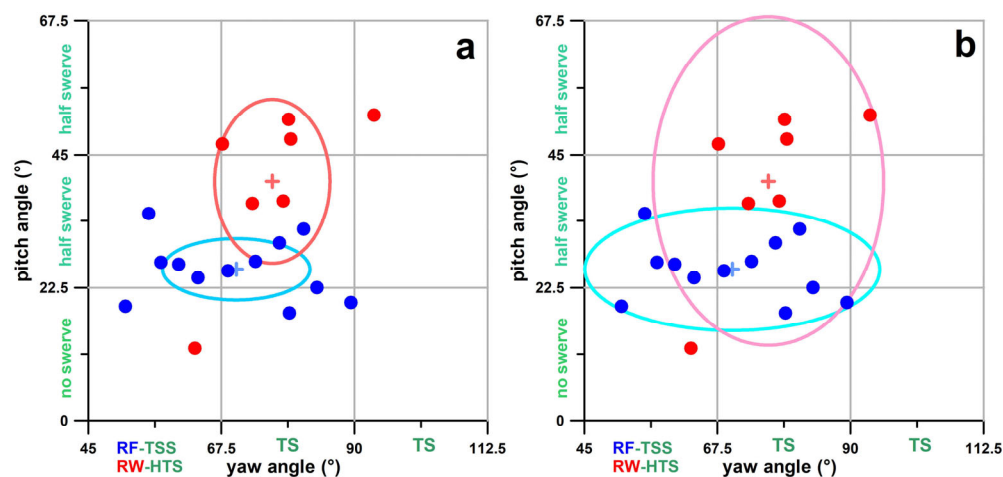 a
67.5
45
22.5
0
half swerve
half swerve
no swerve
pitch angle (°)
45
67.5
90
112.5
RF-TSS
TS
TS
RW-HTS
yaw angle (°)
b
67.5
45
22.5
0
half swerve
half swerve
no swerve
pitch angle (°)
45
67.5
90
112.5
RF-TSS
TS
TS
RW-HTS
yaw angle (°)